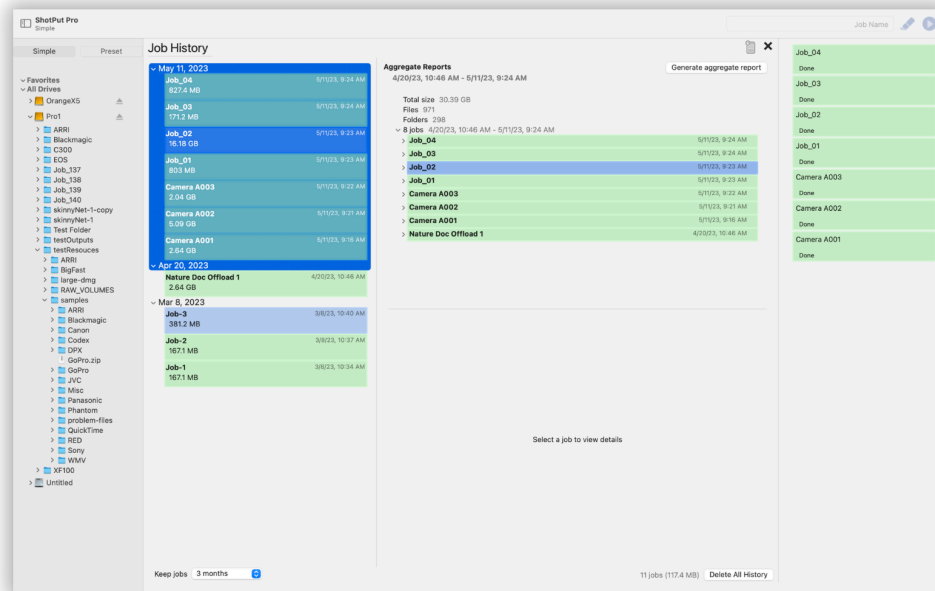 ShotPut Pro
Simple
Job Name
Simple
Preset
Favorites
All Drives
OrangeX5
Pro1
ARRI
Blackmagic
C300
EOS
Job_137
Job_138
Job_139
Job_140
skinnyNet-1-copy
skinnyNet-1
Test Folder
testOutputs
testResouces
ARRI
BigFast
large-dmg
RAW_VOLUMES
samples
ARRI
Blackmagic
Canon
Codex
DPX
GoPro.zip
GoPro
JVC
Misc
Panasonic
Phantom
problem-files
QuickTime
RED
Sony
WMV
XF100
Untitled
Job History
May 11, 2023
Job_04 5/11/23, 9:24 AM
827.4 MB
Job_03 5/11/23, 9:24 AM
171.2 MB
Job_02 5/11/23, 9:23 AM
16.18 GB
Job_01 5/11/23, 9:23 AM
803 MB
Camera A003 5/11/23, 9:22 AM
2.04 GB
Camera A002 5/11/23, 9:21 AM
5.09 GB
Camera A001 5/11/23, 9:16 AM
2.64 GB
Apr 20, 2023
Nature Doc Offload 1 4/20/23, 10:46 AM
2.64 GB
Mar 8, 2023
Job-3 3/8/23, 10:40 AM
381.2 MB
Job-2 3/8/23, 10:37 AM
167.1 MB
Job-1 3/8/23, 10:34 AM
167.1 MB
Keep jobs 3 months
Aggregate Reports
Generate aggregate report
4/20/23, 10:46 AM - 5/11/23, 9:24 AM
Total size 30.39 GB
Files 971
Folders 298
8 jobs 4/20/23, 10:46 AM - 5/11/23, 9:24 AM
Job_04 5/11/23, 9:24 AM
Job_03 5/11/23, 9:24 AM
Job_02 5/11/23, 9:23 AM
Job_01 5/11/23, 9:23 AM
Camera A003 5/11/23, 9:22 AM
Camera A002 5/11/23, 9:21 AM
Camera A001 5/11/23, 9:16 AM
Nature Doc Offload 1 4/20/23, 10:46 AM
Select a job to view details
11 jobs (117.4 MB) Delete All History
Job_04
Done
Job_03
Done
Job_02
Done
Job_01
Done
Camera A003
Done
Camera A002
Done
Camera A001
Done